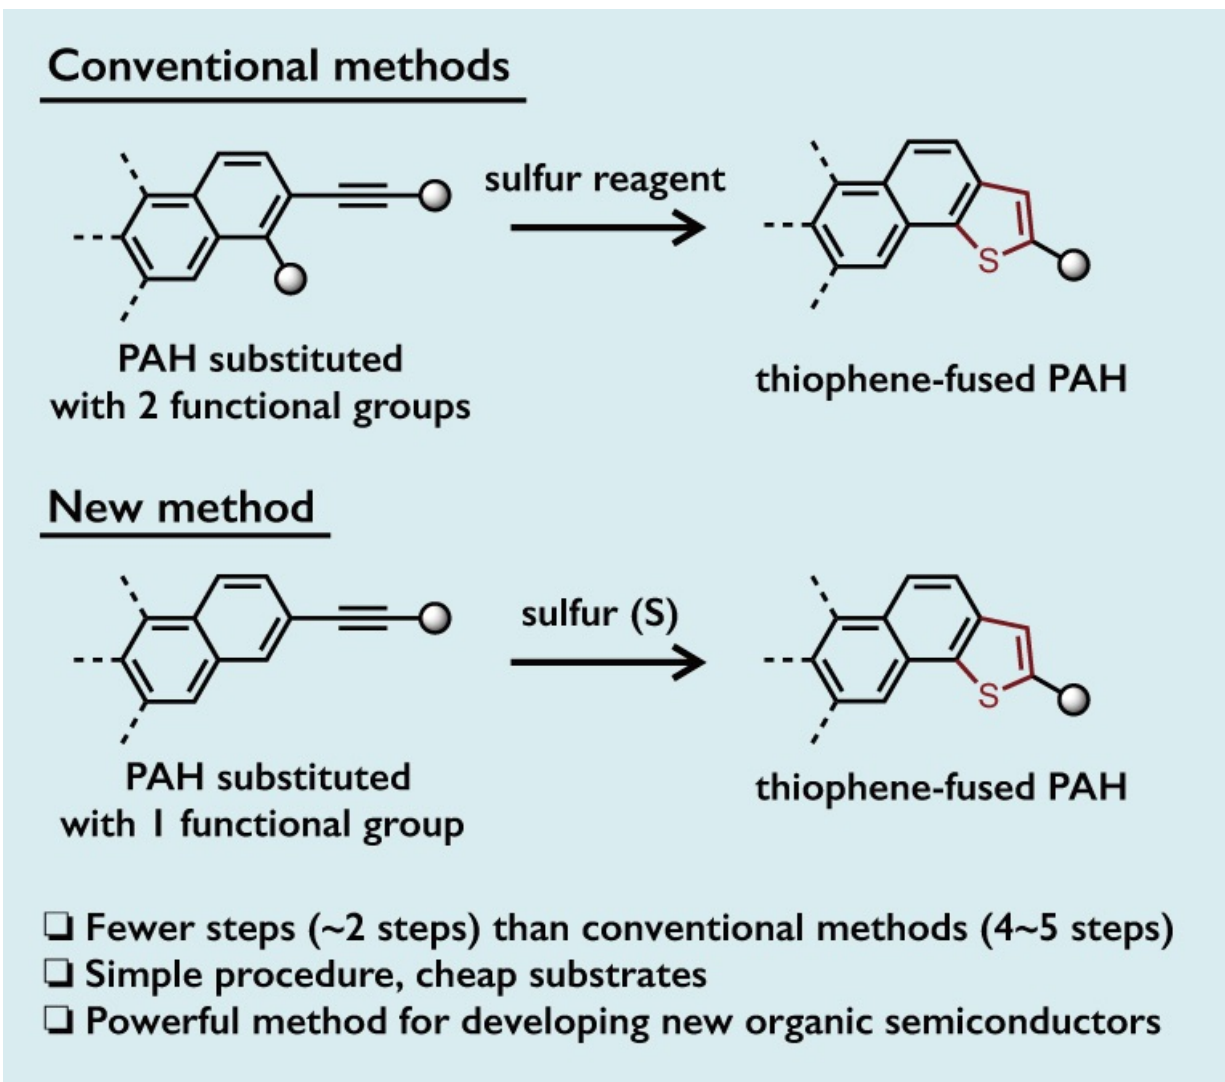 Conventional methods
sulfur reagent
S
PAH substituted
with 2 functional groups
thiophene-fused PAH
New method
sulfur (S)
S
PAH substituted
with 1 functional group
thiophene-fused PAH
❏ Fewer steps (~2 steps) than conventional methods (4~5 steps)
❏ Simple procedure, cheap substrates
❏ Powerful method for developing new organic semiconductors